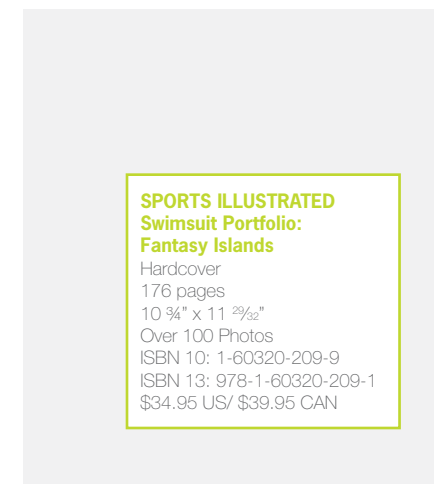 SPORTS ILLUSTRATED
Swimsuit Portfolio:
Fantasy Islands
Hardcover
176 pages
10 ¾" x 11 ²⁹⁄₃₂"
Over 100 Photos
ISBN 10: 1-60320-209-9
ISBN 13: 978-1-60320-209-1
$34.95 US/ $39.95 CAN